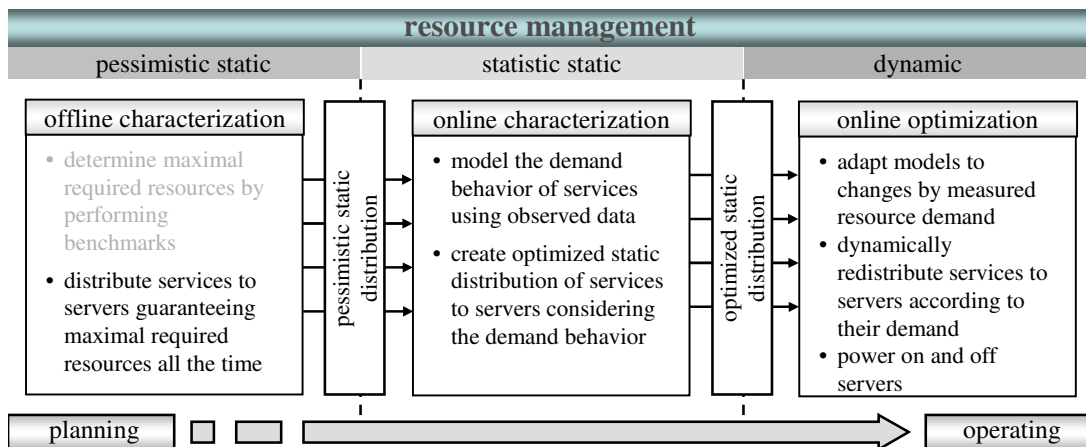 resource management
pessimistic static
statistic static
dynamic
offline characterization
• determine maximal
required resources by
performing
benchmarks
• distribute services to
servers guaranteeing
maximal required
resources all the time
pessimistic static
distribution
online characterization
• model the demand
behavior of services
using observed data
• create optimized static
distribution of services
to servers considering
the demand behavior
optimized static
distribution
online optimization
• adapt models to
changes by measured
resource demand
• dynamically
redistribute services to
servers according to
their demand
• power on and off
servers
planning
operating